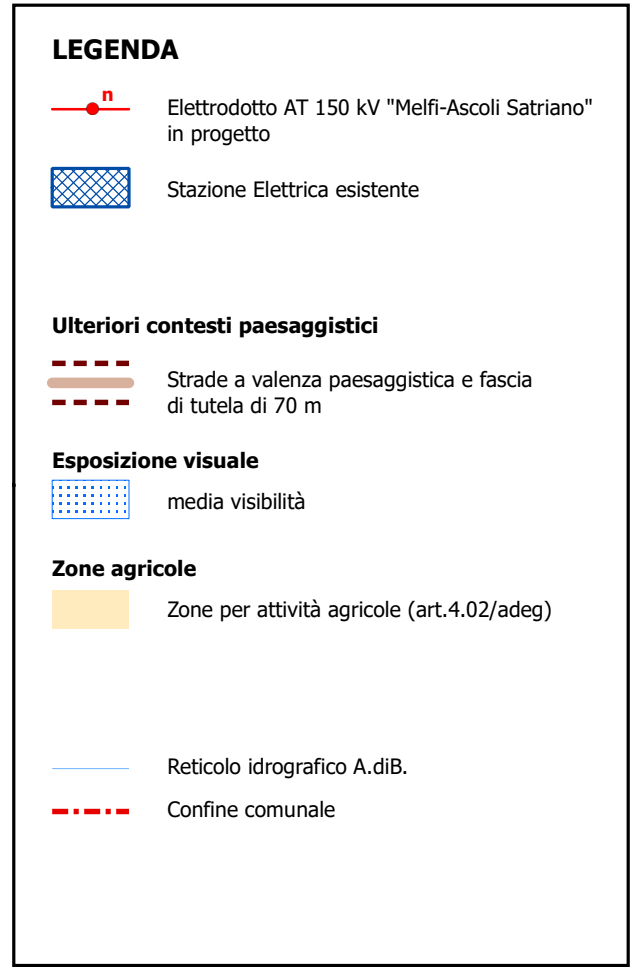 LEGENDA
n
Elettrodotto AT 150 kV "Melfi-Ascoli Satriano"
in progetto
Stazione Elettrica esistente
Ulteriori contesti paesaggistici
Strade a valenza paesaggistica e fascia
di tutela di 70 m
Esposizione visuale
media visibilità
Zone agricole
Zone per attività agricole (art.4.02/adeg)
Reticolo idrografico A.diB.
Confine comunale